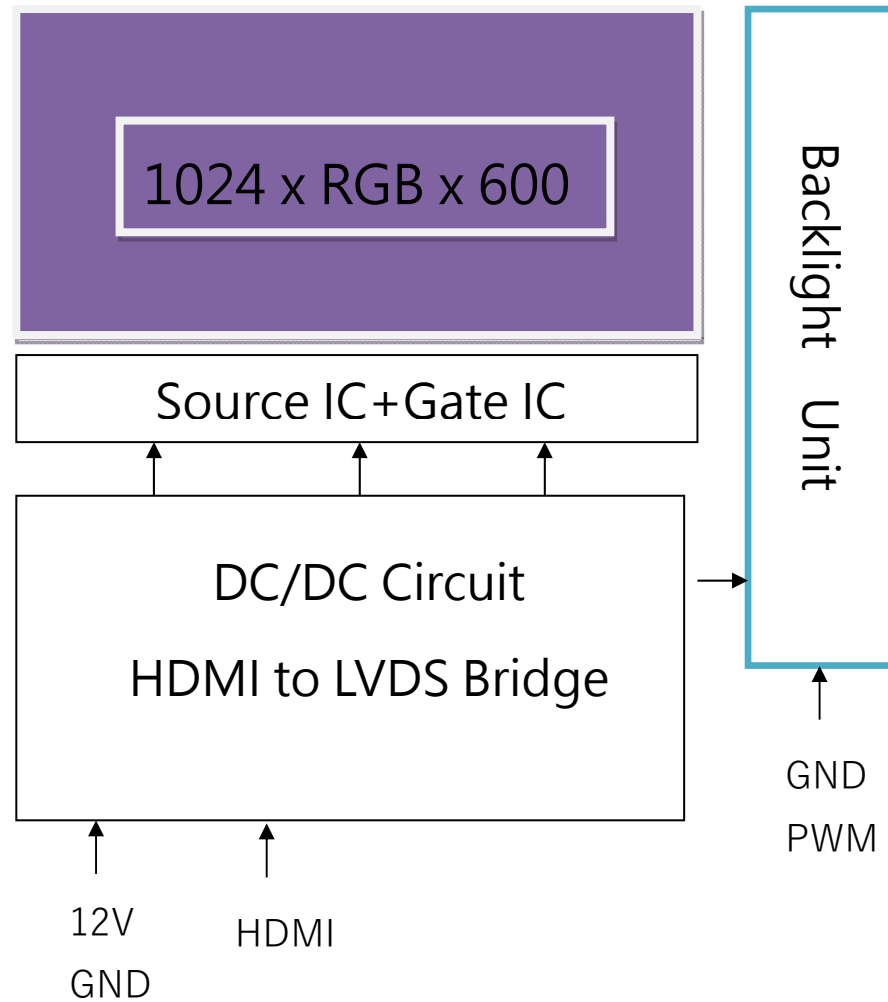 1024 x RGB x 600
Backlight Unit
Source IC+Gate IC
DC/DC Circuit
HDMI to LVDS Bridge
GND
PWM
12V
GND
HDMI